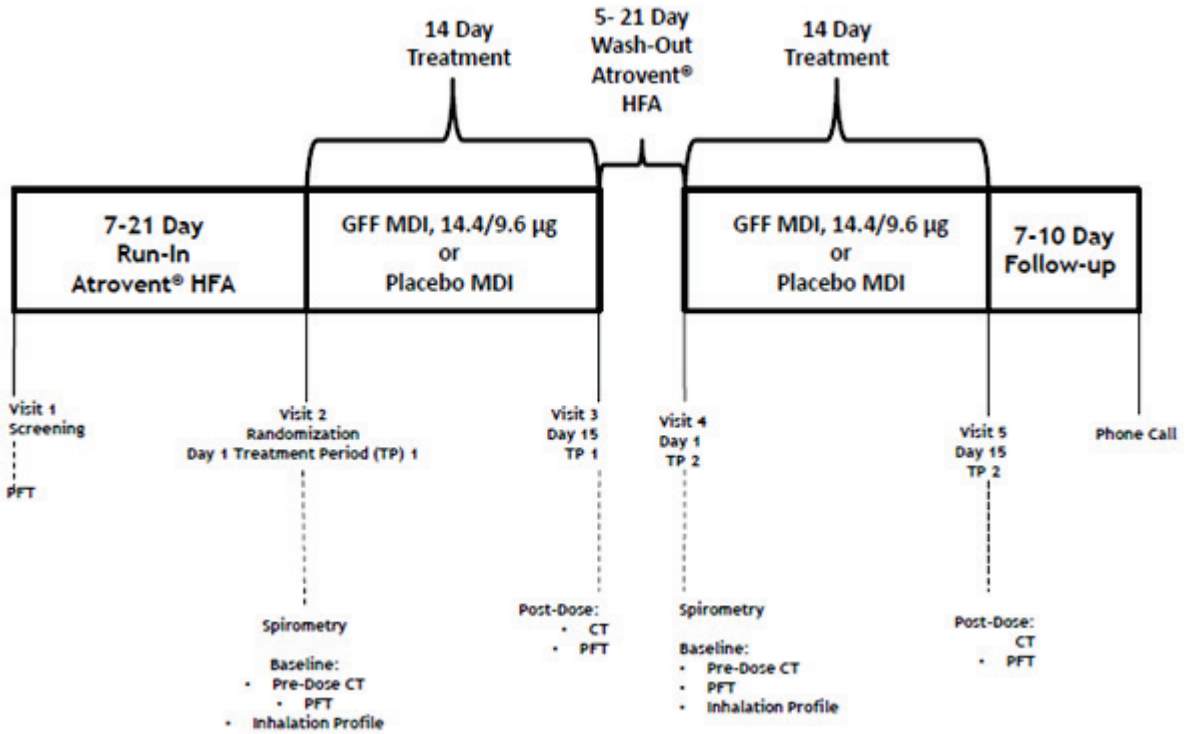 14 Day
Treatment
5- 21 Day
Wash-Out
Atrovent®
HFA
14 Day
Treatment
7-21 Day
Run-In
Atrovent® HFA
GFF MDI, 14.4/9.6 µg
or
Placebo MDI
GFF MDI, 14.4/9.6 µg
or
Placebo MDI
7-10 Day
Follow-up
Visit 1
Screening
PFT
Visit 2
Randomization
Day 1 Treatment Period (TP) 1
Visit 3
Day 15
TP 1
Visit 4
Day 1
TP 2
Visit 5
Day 15
TP 2
Phone Call
Spirometry
Baseline:
• Pre-Dose CT
• PFT
• Inhalation Profile
Post-Dose:
• CT
• PFT
Spirometry
Baseline:
• Pre-Dose CT
• PFT
• Inhalation Profile
Post-Dose:
CT
• PFT